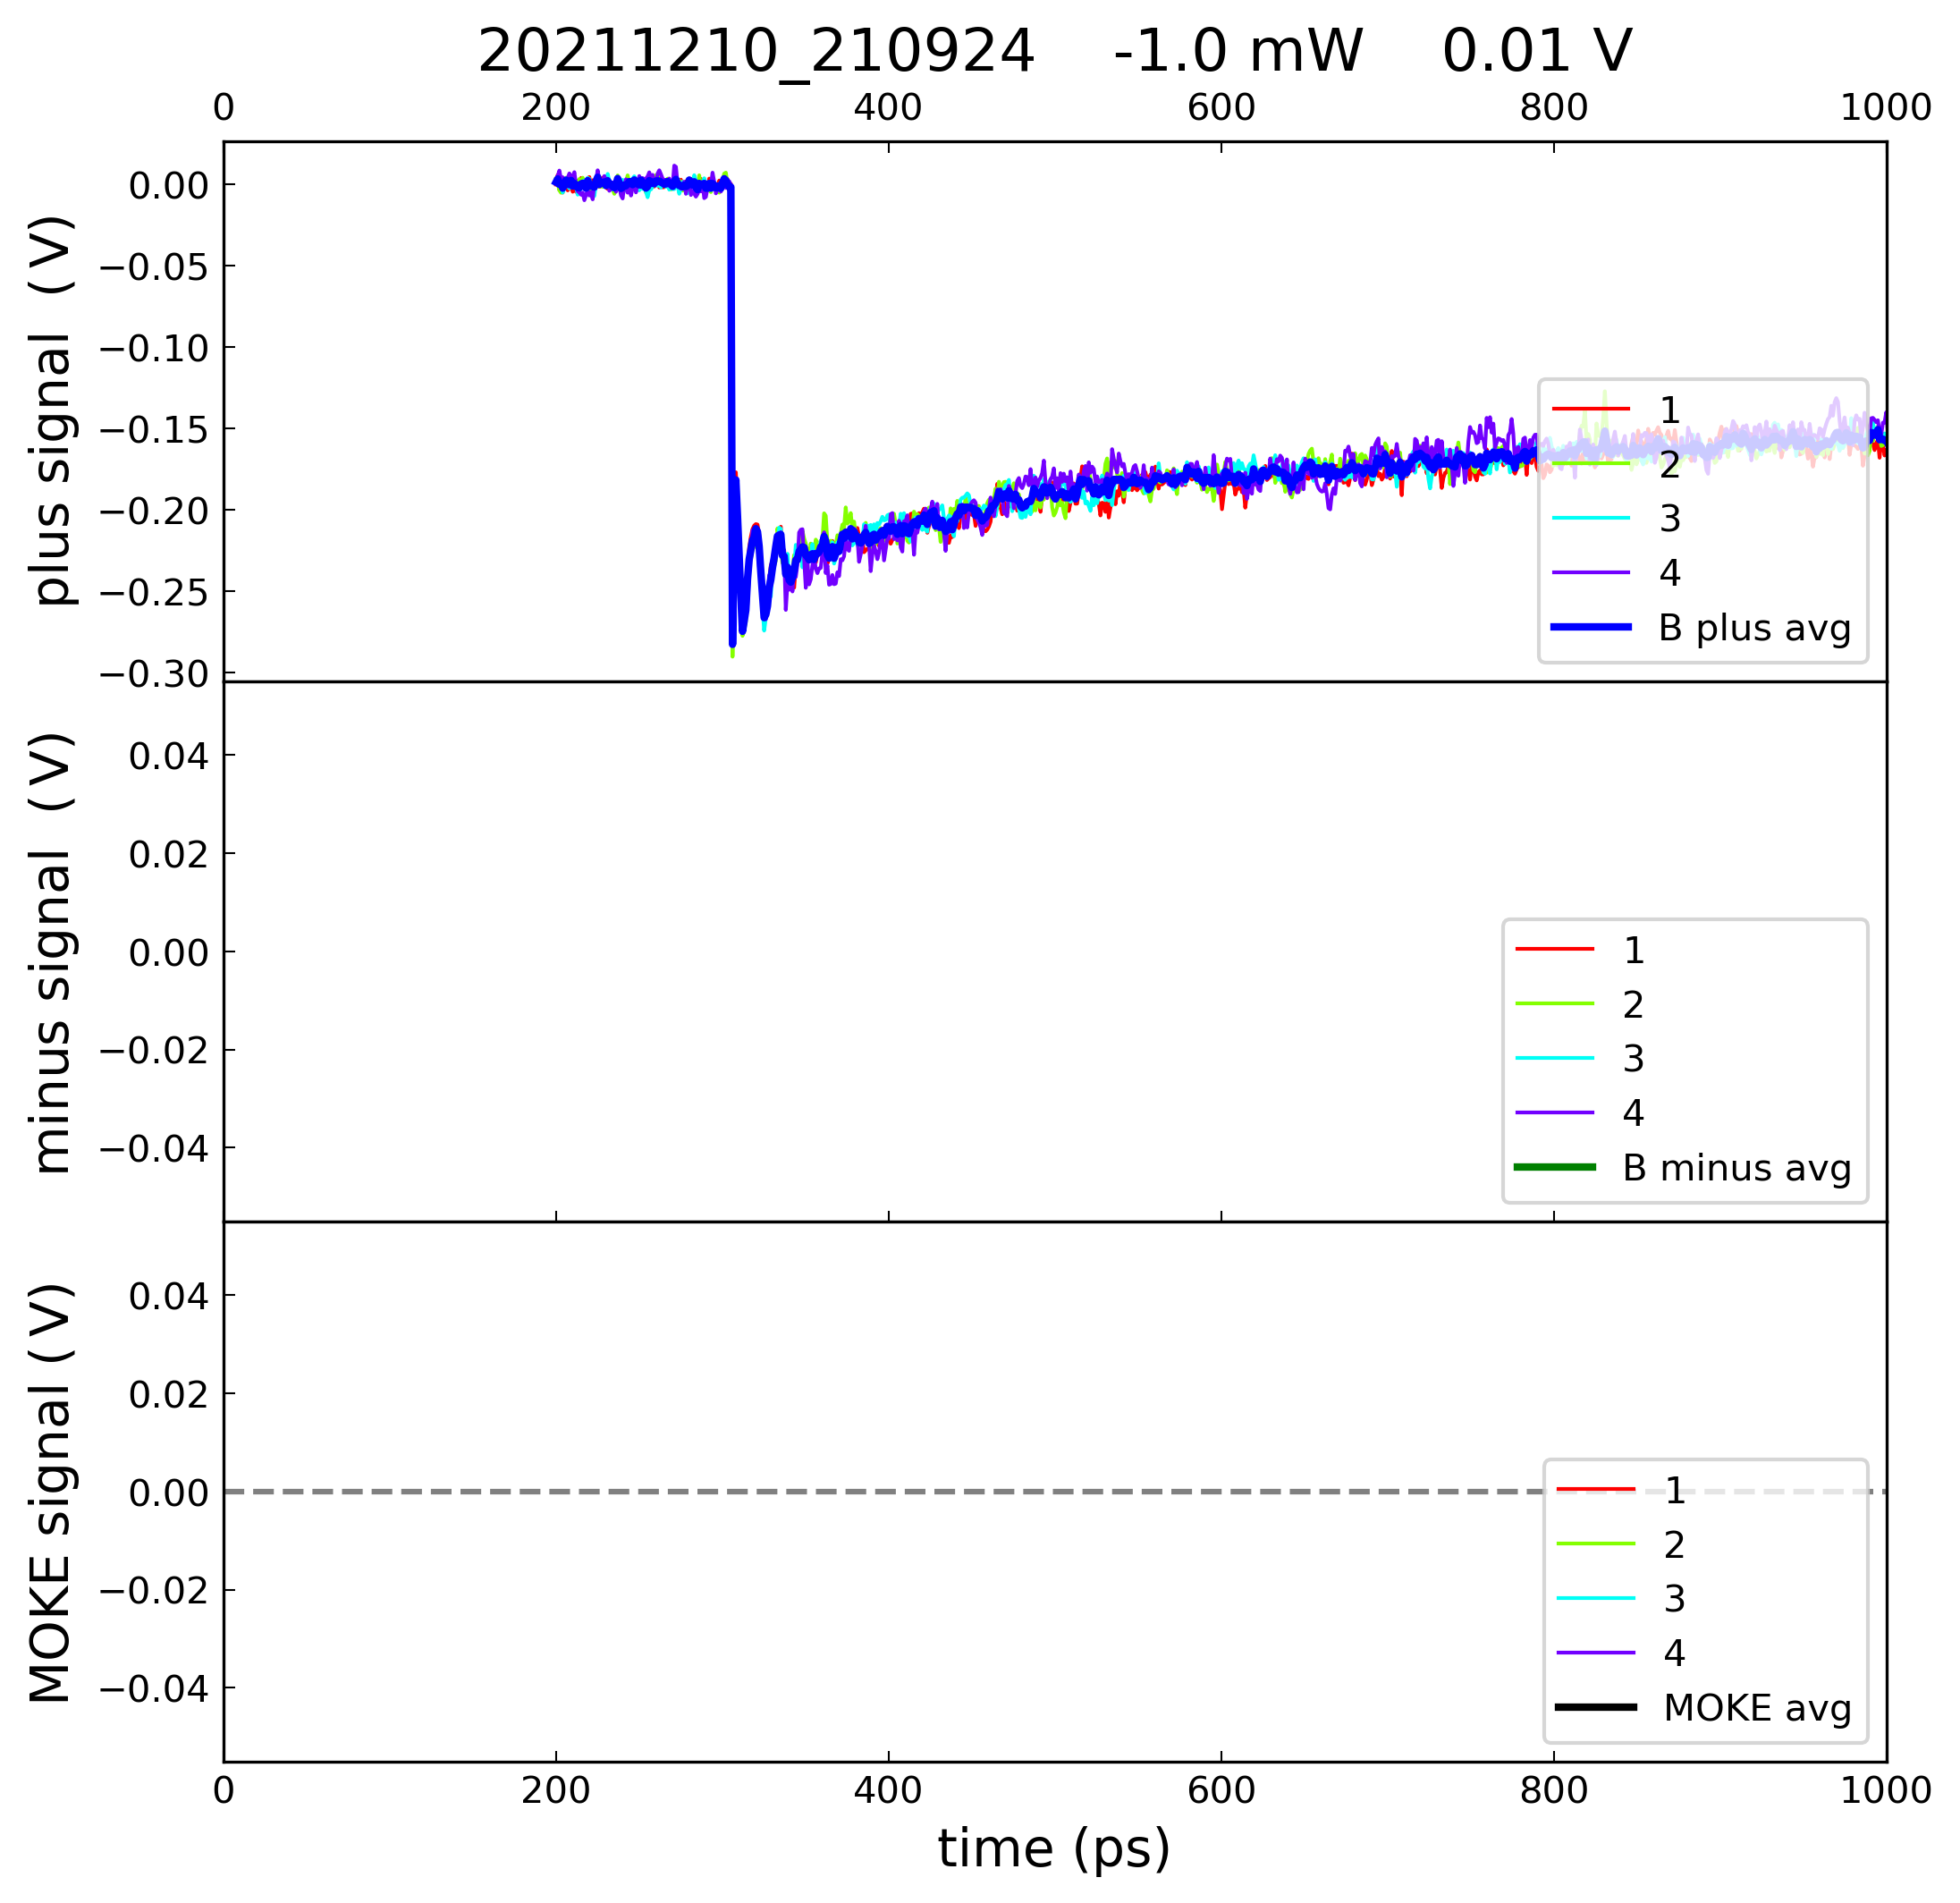 20211210_210924 -1.0 mW 0.01 V
0 200 400 600 800 1000
plus signal (V)
0.00
−0.05
−0.10
−0.15
−0.20
−0.25
−0.30
1
2
3
4
B plus avg
minus signal (V)
0.04
0.02
0.00
−0.02
−0.04
1
2
3
4
B minus avg
MOKE signal (V)
0.04
0.02
0.00
−0.02
−0.04
1
2
3
4
MOKE avg
0 200 400 600 800 1000
time (ps)